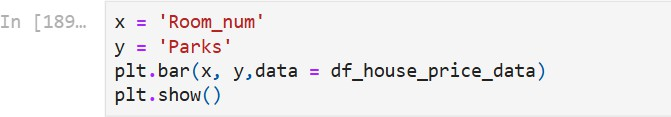 In [189…
x = 'Room_num'
y = 'Parks'
plt.bar(x, y,data = df_house_price_data)
plt.show()